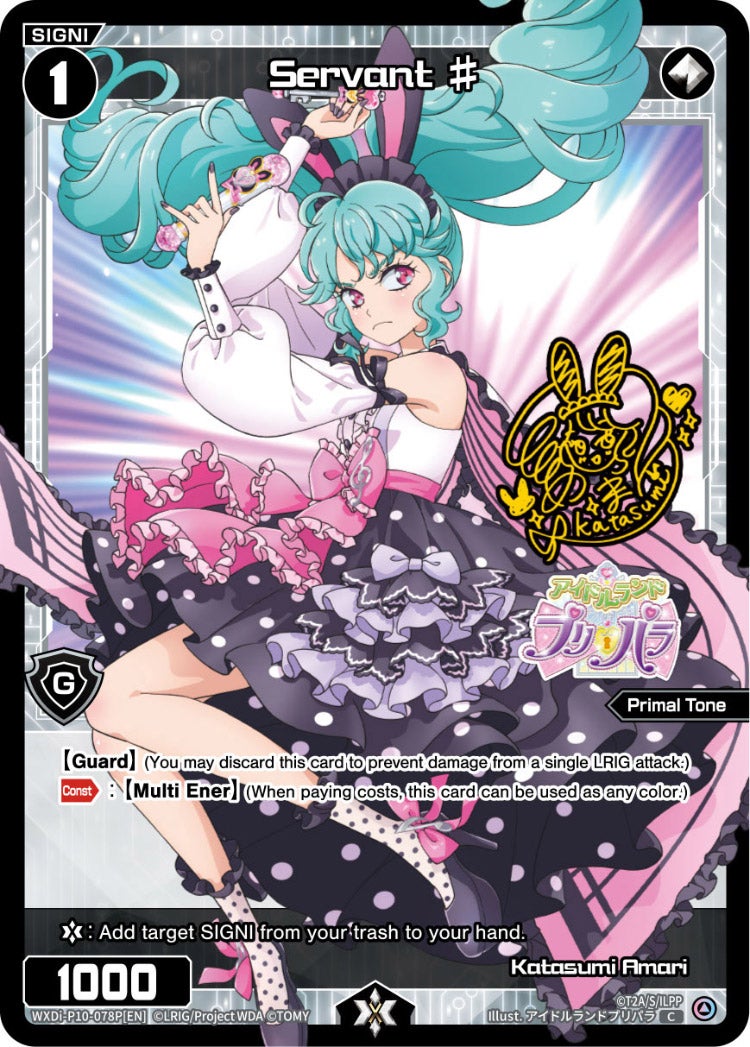 SIGNI
1
Servant #
Katasumi
アイドルランド
プリパラ
G
Primal Tone
【Guard】 (You may discard this card to prevent damage from a single LRIG attack.)
Const : 【Multi Ener】 (When paying costs, this card can be used as any color.)
: Add target SIGNI from your trash to your hand.
Katasumi Amari
1000
©T2A/S/ILPP
WXDi-P10-078P[EN] ©LRIG/Project WDA ©TOMY
Illust. アイドルランドプリパラ C